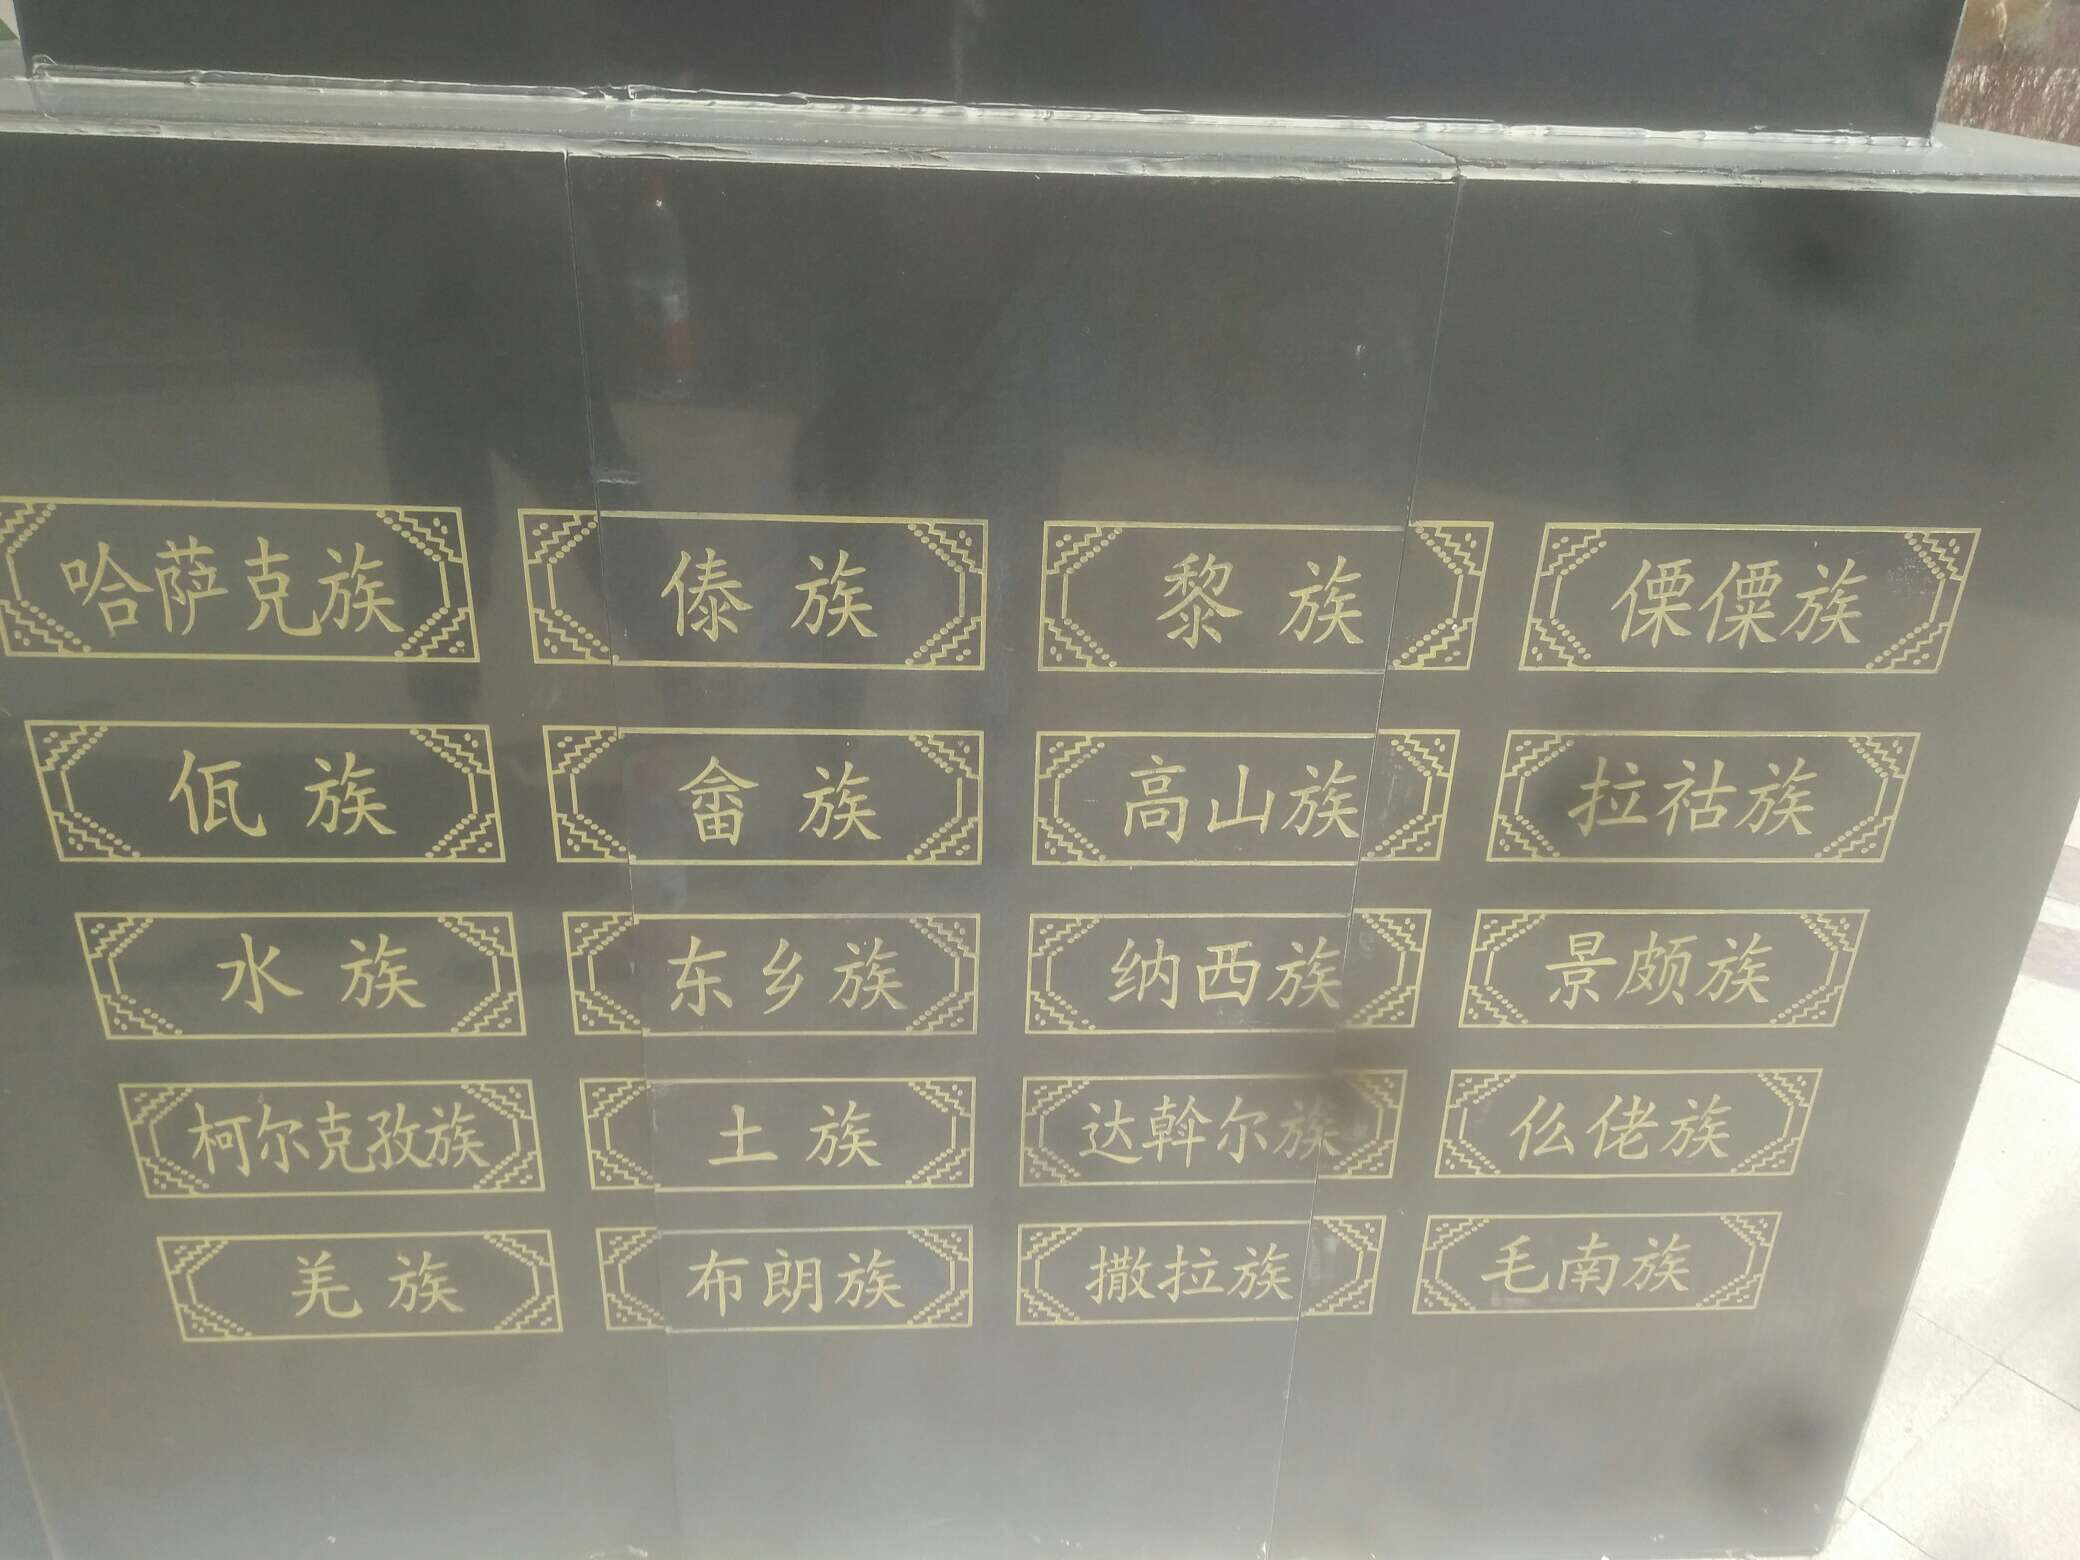 哈萨克族 傣族 黎族 傈僳族
佤族 畲族 高山族 拉祜族
水族 东乡族 纳西族 景颇族
柯尔克孜族 土族 达斡尔族 仫佬族
羌族 布朗族 撒拉族 毛南族